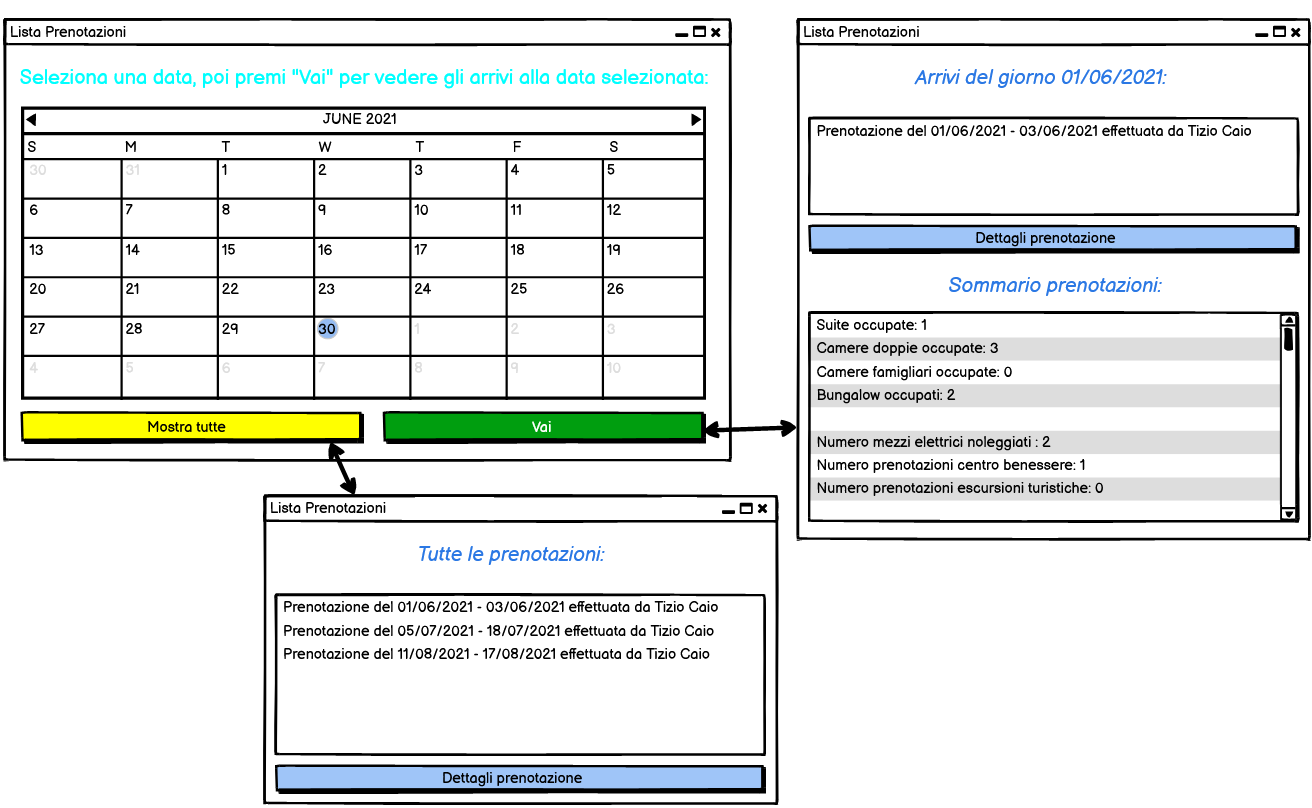 Lista Prenotazioni
Seleziona una data, poi premi "Vai" per vedere gli arrivi alla data selezionata:
JUNE 2021
S M T W T F S
30 31 1 2 3 4 5
6 7 8 9 10 11 12
13 14 15 16 17 18 19
20 21 22 23 24 25 26
27 28 29 30 1 2 3
4 5 6 7 8 9 10
Mostra tutte Vai
Lista Prenotazioni
Arrivi del giorno 01/06/2021:
Prenotazione del 01/06/2021 - 03/06/2021 effettuata da Tizio Caio
Dettagli prenotazione
Sommario prenotazioni:
Suite occupate: 1
Camere doppie occupate: 3
Camere famigliari occupate: 0
Bungalow occupati: 2
Numero mezzi elettrici noleggiati : 2
Numero prenotazioni centro benessere: 1
Numero prenotazioni escursioni turistiche: 0
Lista Prenotazioni
Tutte le prenotazioni:
Prenotazione del 01/06/2021 - 03/06/2021 effettuata da Tizio Caio
Prenotazione del 05/07/2021 - 18/07/2021 effettuata da Tizio Caio
Prenotazione del 11/08/2021 - 17/08/2021 effettuata da Tizio Caio
Dettagli prenotazione